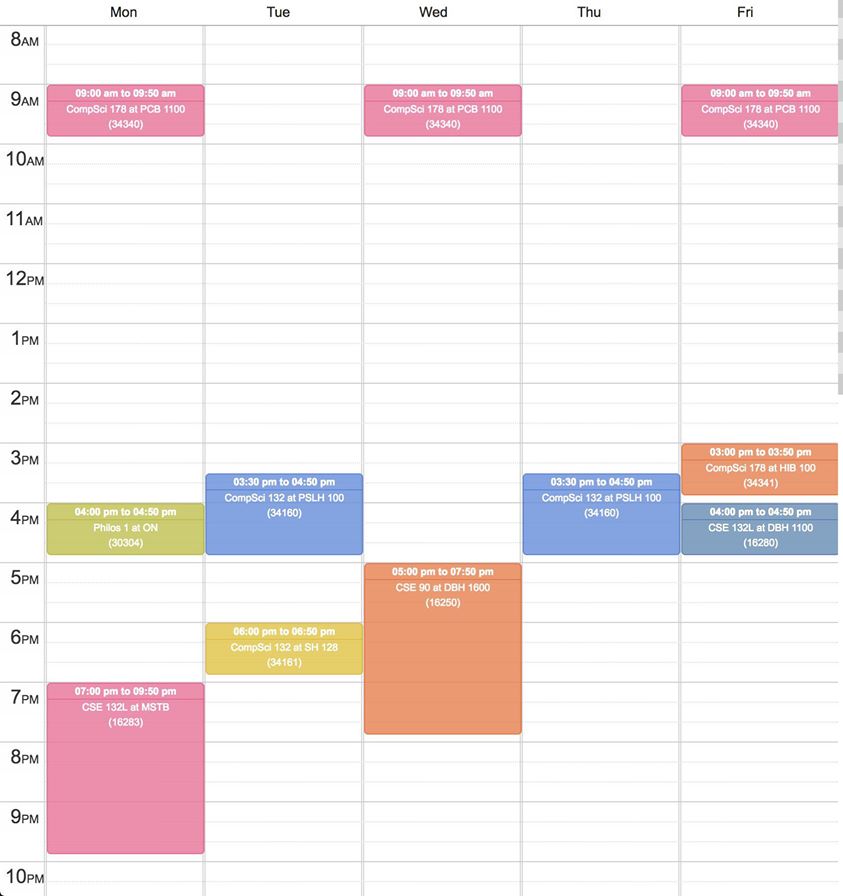 Mon Tue Wed Thu Fri
8AM
9AM
09:00 am to 09:50 am
CompSci 178 at PCB 1100
(34340)
09:00 am to 09:50 am
CompSci 178 at PCB 1100
(34340)
09:00 am to 09:50 am
CompSci 178 at PCB 1100
(34340)
10AM
11AM
12PM
1PM
2PM
3PM
03:00 pm to 03:50 pm
CompSci 178 at HIB 100
(34341)
03:30 pm to 04:50 pm
CompSci 132 at PSLH 100
(34160)
03:30 pm to 04:50 pm
CompSci 132 at PSLH 100
(34160)
4PM
04:00 pm to 04:50 pm
Philos 1 at ON
(30304)
04:00 pm to 04:50 pm
CSE 132L at DBH 1100
(16280)
5PM
05:00 pm to 07:50 pm
CSE 90 at DBH 1600
(16250)
6PM
06:00 pm to 06:50 pm
CompSci 132 at SH 128
(34161)
7PM
07:00 pm to 09:50 pm
CSE 132L at MSTB
(16283)
8PM
9PM
10PM